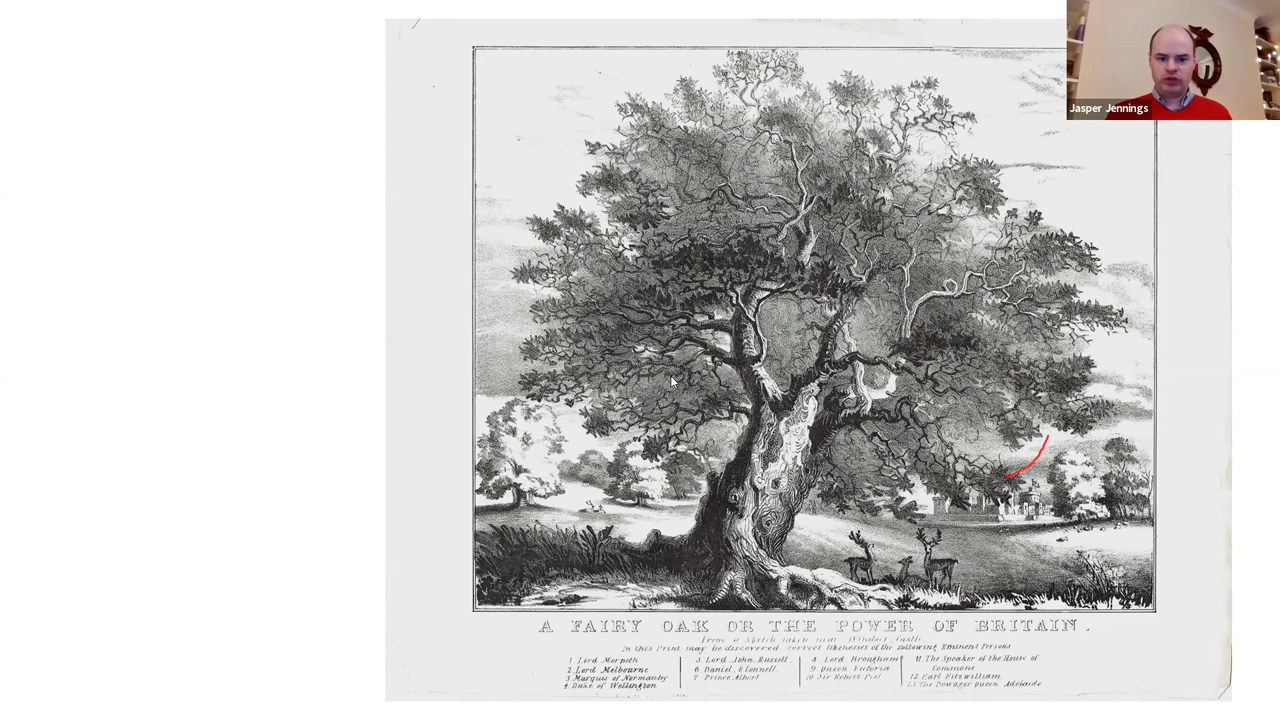 Jasper Jennings
A FAIRY OAK OR THE POWER OF BRITAIN.
From a Sketch taken near Windsor Castle.
In this Print may be discovered correct likenesses of the following Eminent Persons
1 Lord Morpeth
2 Lord Melbourne
3 Marquis of Normanby
4 Duke of Wellington
5 Lord John Russell.
6 Daniel O Connell.
7 Prince Albert
8 Lord Brougham
9 Queen Victoria
10 Sir Robert Peel
11 The Speaker of the House of
Commons
12 Earl Fitzwilliam
13 The Dowager Queen Adelaide